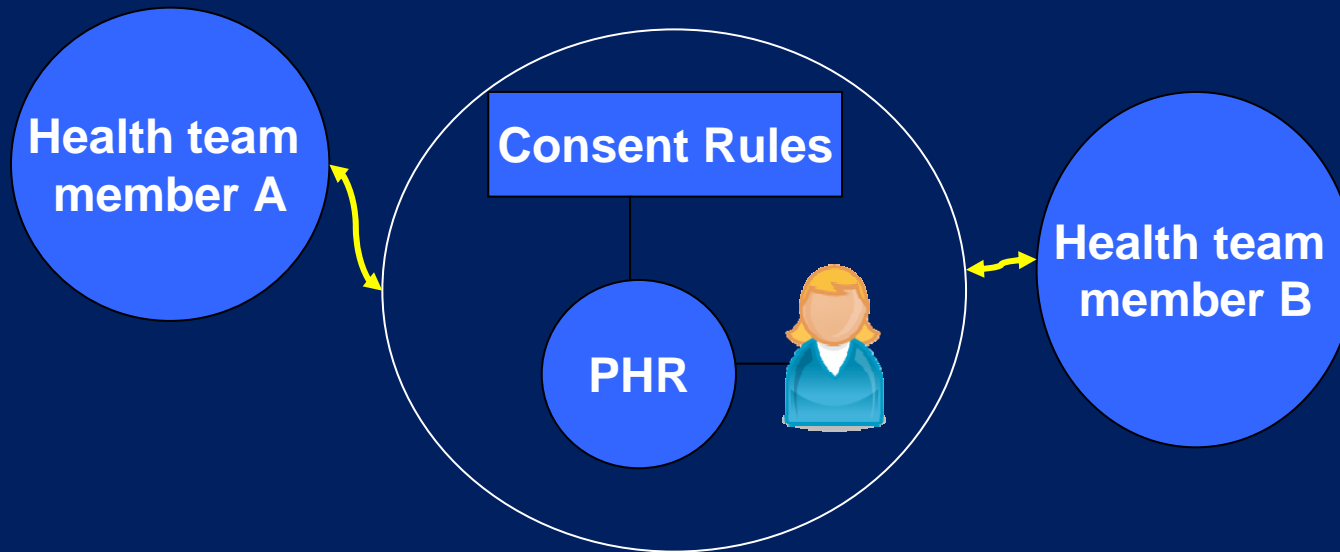 Health team
member A
Consent Rules
PHR
Health team
member B